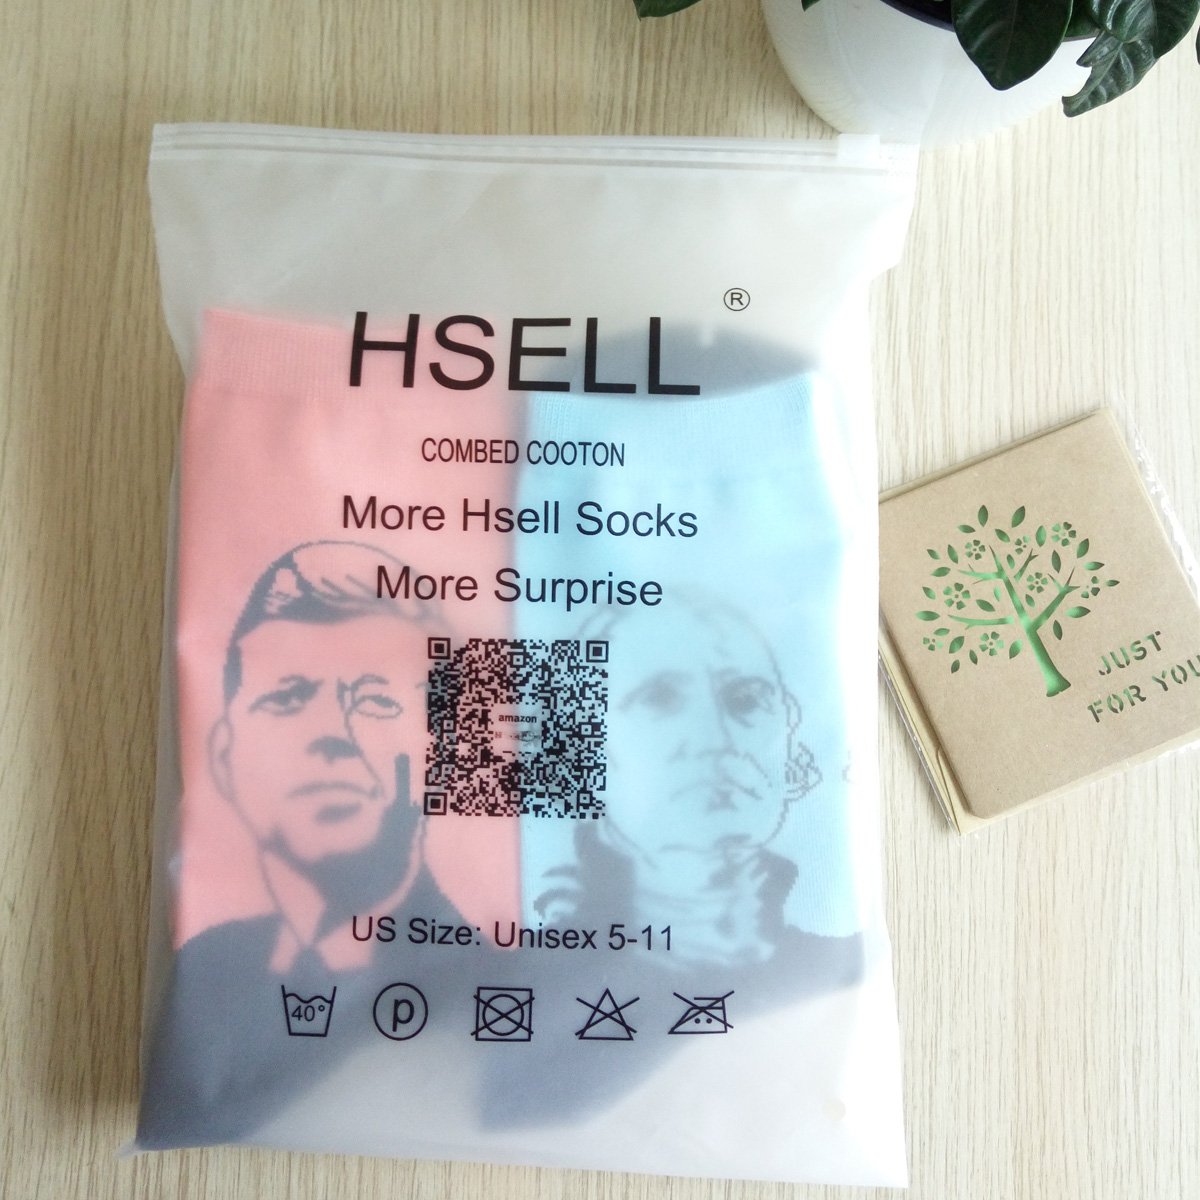 HSELL ®
COMBED COOTON
More Hsell Socks
More Surprise
amazon
US Size: Unisex 5-11
40°
p
JUST
FOR YOU